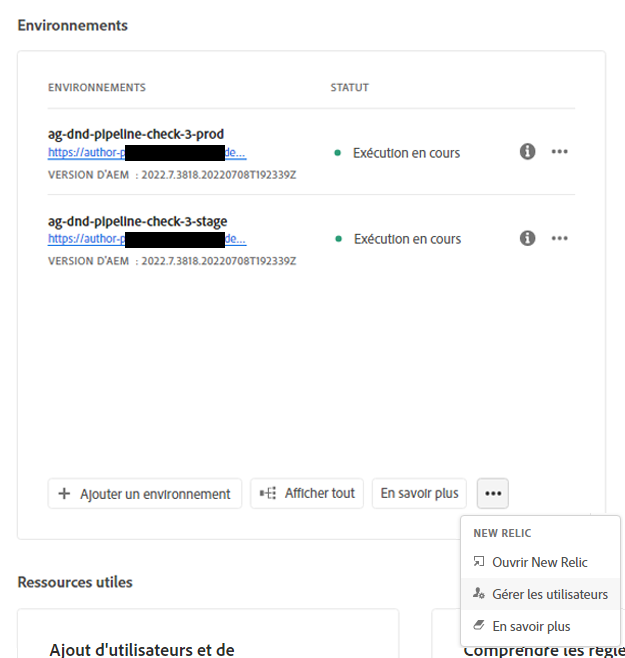 Environnements
ENVIRONNEMENTS STATUT
ag-dnd-pipeline-check-3-prod
https://author-p de...
Exécution en cours
VERSION D'AEM : 2022.7.3818.20220708T192339Z
ag-dnd-pipeline-check-3-stage
https://author-p de...
Exécution en cours
VERSION D'AEM : 2022.7.3818.20220708T192339Z
Ajouter un environnement Afficher tout En savoir plus
NEW RELIC
Ouvrir New Relic
Gérer les utilisateurs
En savoir plus
Ressources utiles
Ajout d'utilisateurs et de
Comprendre les règle